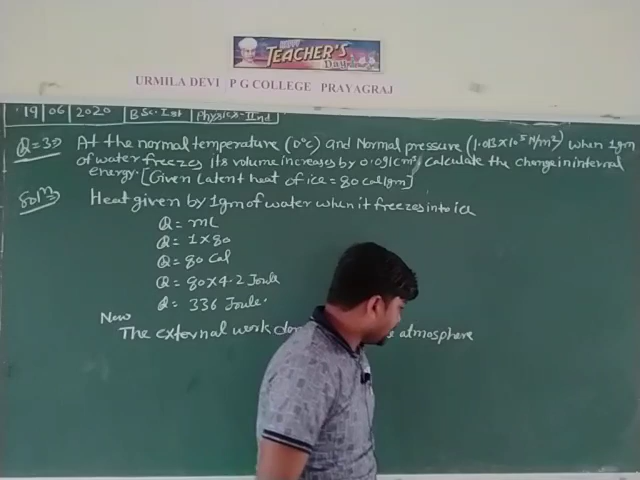 HAPPY
TEACHER'S
Day
URMILA DEVI P G COLLEGE PRAYAGRAJ
19 06 2020 BSc-Ist Physics-IInd
Q=3⇒ At the normal temperature (0°C) and Normal pressure (1.013×10⁵ N/m²) when 1gm
of water freezes its volume increases by 0.091cm³. Calculate the change in internal
energy. [Given Latent heat of ice = 80 Cal/gm]
Solⁿ⇒ Heat given by 1gm of water when it freezes into ice
Q = mL
Q = 1×80
Q = 80 Cal
Q = 80×4.2 Joule
Q = 336 Joule.
Now
The external work atmosphere